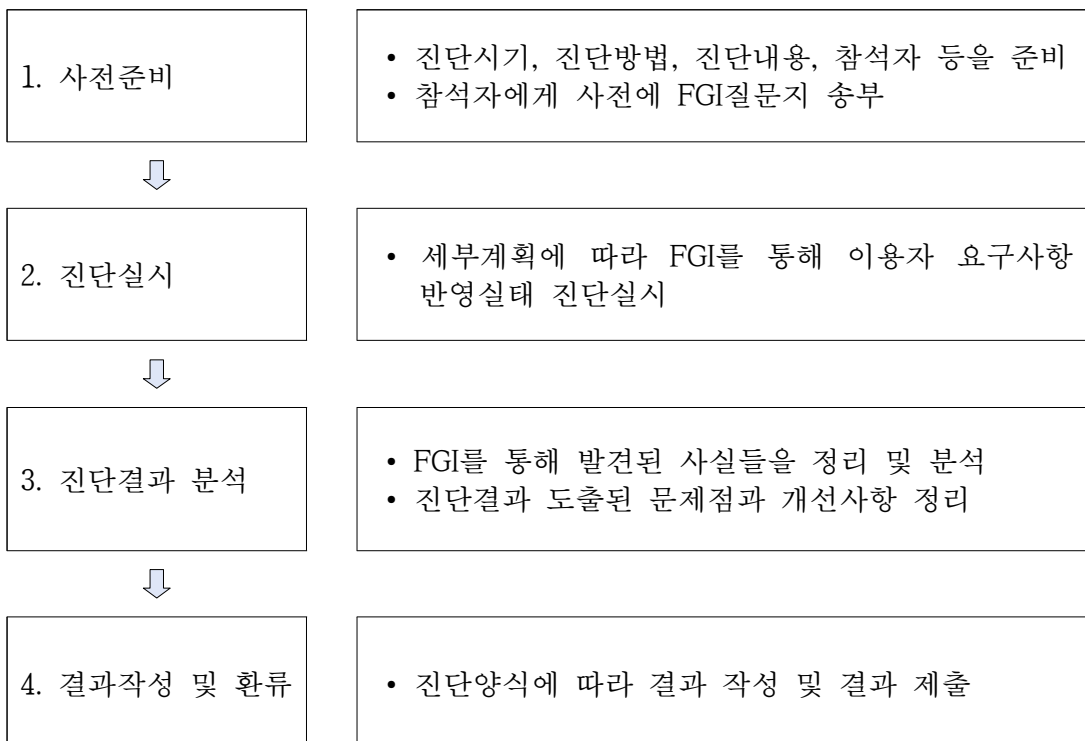 1. 사전준비
• 진단시기, 진단방법, 진단내용, 참석자 등을 준비
• 참석자에게 사전에 FGI질문지 송부
2. 진단실시
• 세부계획에 따라 FGI를 통해 이용자 요구사항
반영실태 진단실시
3. 진단결과 분석
• FGI를 통해 발견된 사실들을 정리 및 분석
• 진단결과 도출된 문제점과 개선사항 정리
4. 결과작성 및 환류
• 진단양식에 따라 결과 작성 및 결과 제출